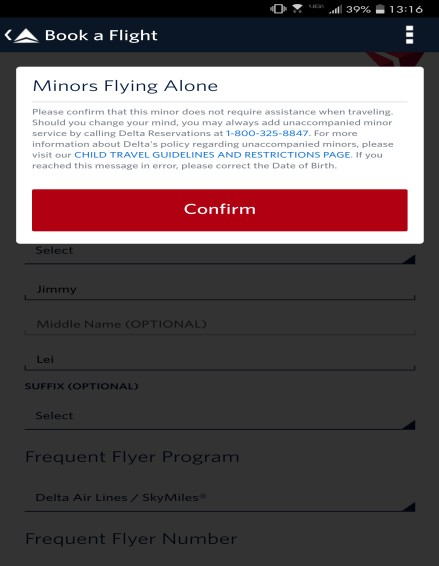 39% 13:16
Book a Flight
Minors Flying Alone
Please confirm that this minor does not require assistance when traveling.
Should you change your mind, you may always add unaccompanied minor
service by calling Delta Reservations at 1-800-325-8847. For more
information about Delta's policy regarding unaccompanied minors, please
visit our CHILD TRAVEL GUIDELINES AND RESTRICTIONS PAGE. If you
reached this message in error, please correct the Date of Birth.
Confirm
Select
Jimmy
Middle Name (OPTIONAL)
Lei
SUFFIX (OPTIONAL)
Select
Frequent Flyer Program
Delta Air Lines / SkyMiles®
Frequent Flyer Number